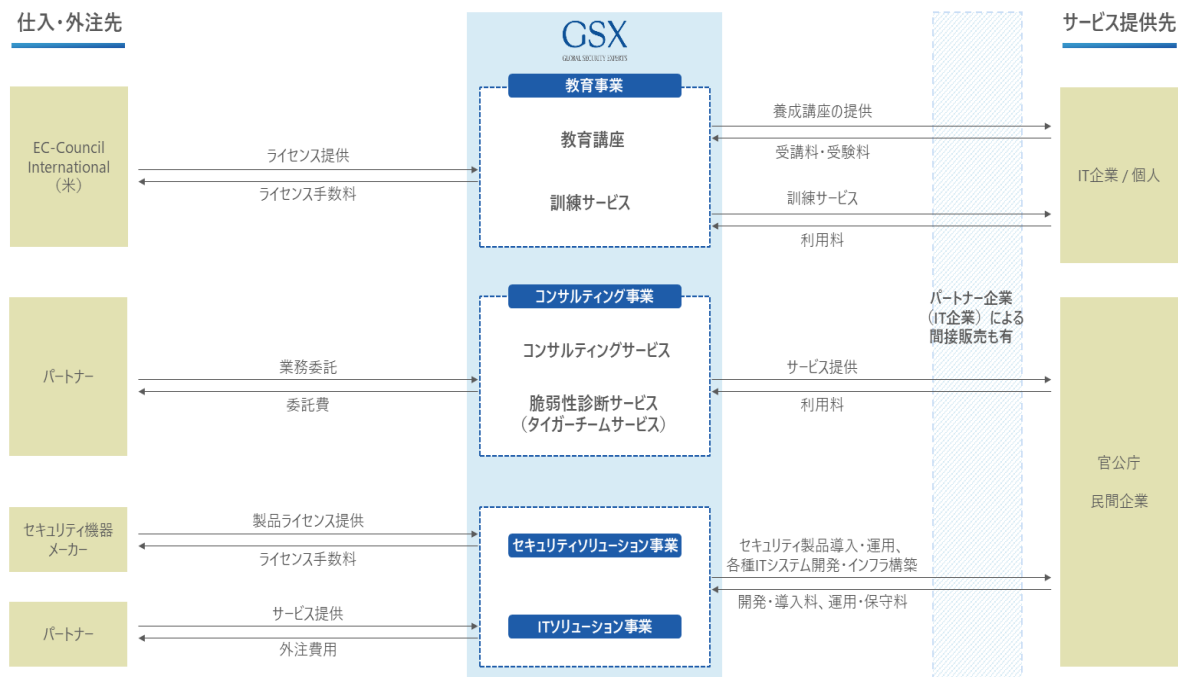 仕入・外注先
GSX
GLOBAL SECURITY EXPERTS
サービス提供先
教育事業
教育講座
訓練サービス
EC-Council
International
（米）
ライセンス提供
ライセンス手数料
養成講座の提供
受講料・受験料
訓練サービス
利用料
IT企業 / 個人
パートナー企業
（IT企業）による
間接販売も有
コンサルティング事業
コンサルティングサービス
脆弱性診断サービス
（タイガーチームサービス）
パートナー
業務委託
委託費
サービス提供
利用料
官公庁
民間企業
セキュリティ機器
メーカー
製品ライセンス提供
ライセンス手数料
セキュリティソリューション事業
セキュリティ製品導入・運用、
各種ITシステム開発・インフラ構築
開発・導入料、運用・保守料
パートナー
サービス提供
外注費用
ITソリューション事業